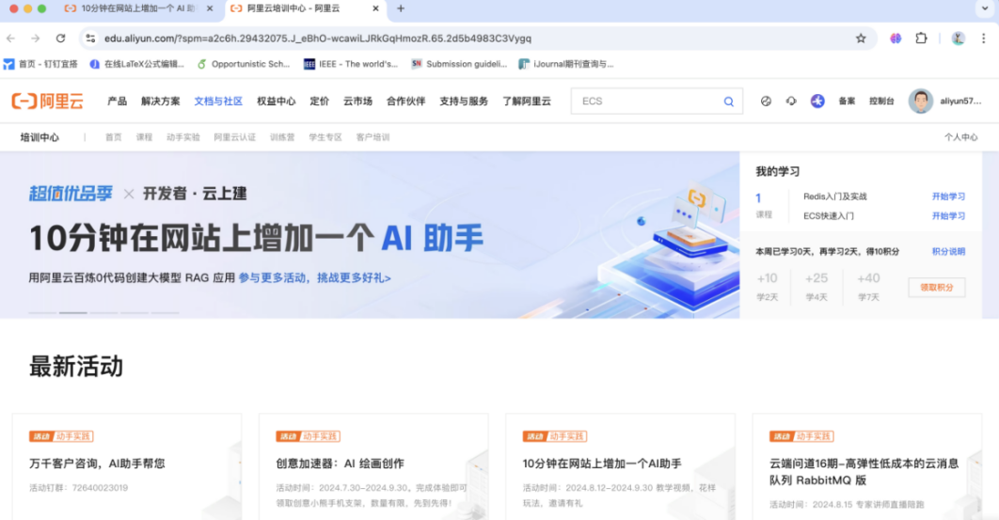 10分钟在网站上增加一个 AI 助
阿里云培训中心 - 阿里云
edu.aliyun.com/?spm=a2c6h.29432075.J_eBhO-wcawiLJRkGqHmozR.65.2d5b4983C3Vygq
首页 - 钉钉宜搭
在线LaTeX公式编辑...
Opportunistic Sch...
IEEE - The world's...
Submission guideli...
iJournal期刊查询与...
阿里云
产品 解决方案 文档与社区 权益中心 定价 云市场 合作伙伴 支持与服务 了解阿里云
ECS
备案 控制台 aliyun57...
培训中心 | 首页 课程 动手实验 阿里云认证 训练营 学生专区 客户培训
个人中心
超值优品季 × 开发者·云上建
10分钟在网站上增加一个 AI 助手
用阿里云百炼0代码创建大模型 RAG 应用 参与更多活动，挑战更多好礼>
我的学习
1
课程
Redis入门及实战 开始学习
ECS快速入门 开始学习
本周已学习0天，再学习2天，得10积分 积分说明
+10 +25 +40
学2天 学4天 学7天
领取积分
最新活动
活动 动手实践
万千客户咨询，AI助手帮您
活动钉群：72640023019
活动 动手实践
创意加速器：AI 绘画创作
活动时间：2024.7.30-2024.9.30，完成体验即可
领取创意小熊手机支架，数量有限，先到先得！
活动 动手实践
10分钟在网站上增加一个AI助手
活动时间：2024.8.12-2024.9.30 教学视频，花样
玩法，邀请有礼
活动 动手实践
云端问道16期-高弹性低成本的云消息
队列 RabbitMQ 版
活动时间：2024.8.15 专家讲师直播陪跑